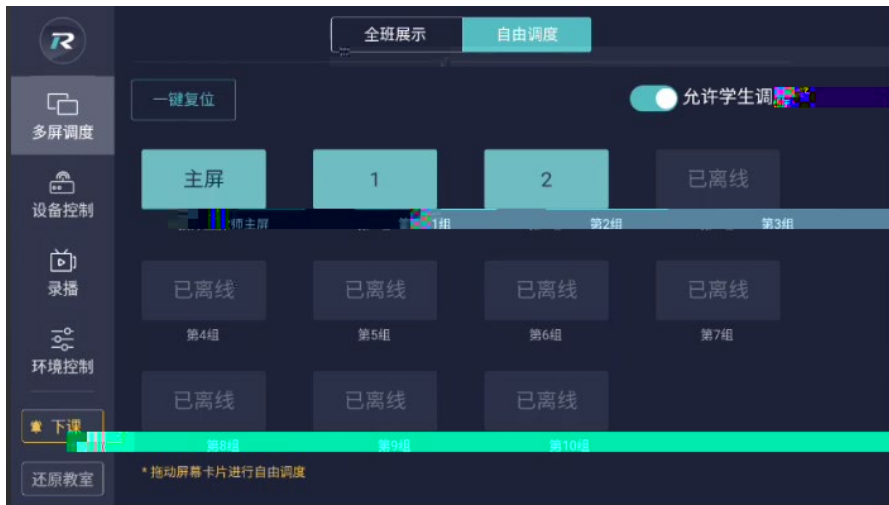 全班展示 自由调度
一键复位 允许学生调
多屏调度
主屏 1 2 已离线
设备控制
师主屏 第1组 第2组 第3组
录播
已离线 已离线 已离线 已离线
第4组 第5组 第6组 第7组
环境控制
已离线 已离线 已离线
下课
第8组 第9组 第10组
*拖动屏幕卡片进行自由调度
还原教室